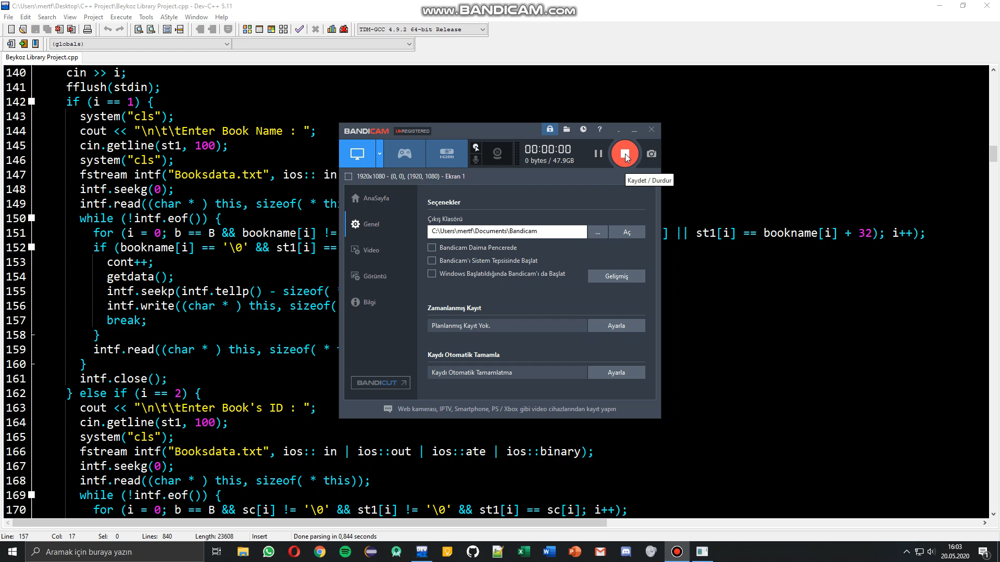 C:\Users\mertf\Desktop\C++ Project\Beykoz Library Project.cpp - Dev-C++ 5.11
www.BANDICAM.com
File Edit Search View Project Execute Tools AStyle Window Help
TDM-GCC 4.9.2 64-bit Release
(globals)
Beykoz Library Project.cpp
140 cin >> i;
141 fflush(stdin);
142 if (i == 1) {
143 system("cls");
144 cout << "\n\t\tEnter Book Name : ";
145 cin.getline(st1, 100);
146 system("cls");
147 fstream intf("Booksdata.txt", ios:: in
148 intf.seekg(0);
149 intf.read((char * ) this, sizeof( * thi
150 while (!intf.eof()) {
151 for (i = 0; b == B && bookname[i] != ] || st1[i] == bookname[i] + 32); i++);
152 if (bookname[i] == '\0' && st1[i] ==
153 cont++;
154 getdata();
155 intf.seekp(intf.tellp() - sizeof( *
156 intf.write((char * ) this, sizeof(
157 break;
158 }
159 intf.read((char * ) this, sizeof( * t
160 }
161 intf.close();
162 } else if (i == 2) {
163 cout << "\n\t\tEnter Book's ID : ";
164 cin.getline(st1, 100);
165 system("cls");
166 fstream intf("Booksdata.txt", ios:: in | ios::out | ios::ate | ios::binary);
167 intf.seekg(0);
168 intf.read((char * ) this, sizeof( * this));
169 while (!intf.eof()) {
170 for (i = 0; b == B && sc[i] != '\0' && st1[i] != '\0' && st1[i] == sc[i]; i++);
BANDICAM UNREGISTERED
?
HDMI
00:00:00
0 bytes / 47.9GB
1920x1080 - (0, 0), (1920, 1080) - Ekran 1
Kaydet / Durdur
AnaSayfa
Genel
Video
Görüntü
Bilgi
BANDICUT
Seçenekler
Çıkış Klasörü
C:\Users\mertf\Documents\Bandicam ... Aç
Bandicam Daima Pencerede
Bandicam'ı Sistem Tepsisinde Başlat
Windows Başlatıldığında Bandicam'ı da Başlat
Gelişmiş
Zamanlanmış Kayıt
Planlanmış Kayıt Yok. Ayarla
Kaydı Otomatik Tamamla
Kaydı Otomatik Tamamlatma Ayarla
Web kamerası, IPTV, Smartphone, PS / Xbox gibi video cihazlarından kayıt yapın
Line: 157 Col: 17 Sel: 0 Lines: 840 Length: 23608 Insert Done parsing in 0,844 seconds
Aramak için buraya yazın
DEV
16:03
20.05.2020
1